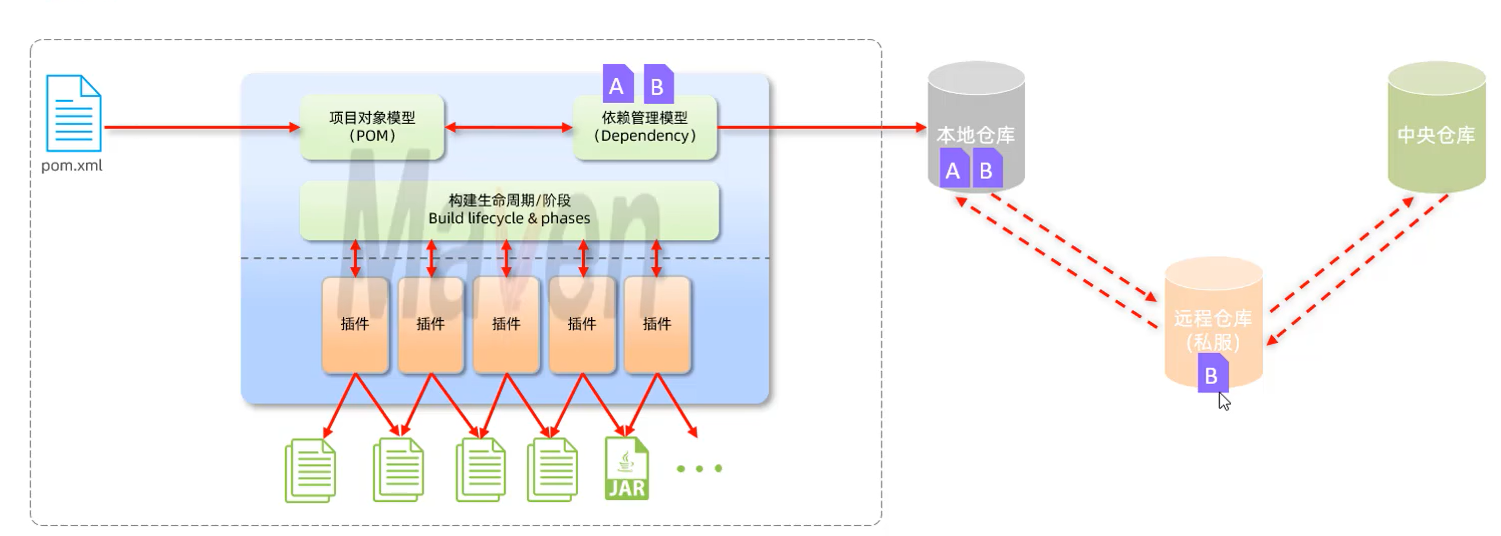 pom.xml
项目对象模型
(POM)
A
B
依赖管理模型
(Dependency)
构建生命周期/阶段
Build lifecycle & phases
Maven
插件
插件
插件
插件
插件
JAR
本地仓库
A
B
中央仓库
远程仓库
(私服)
B